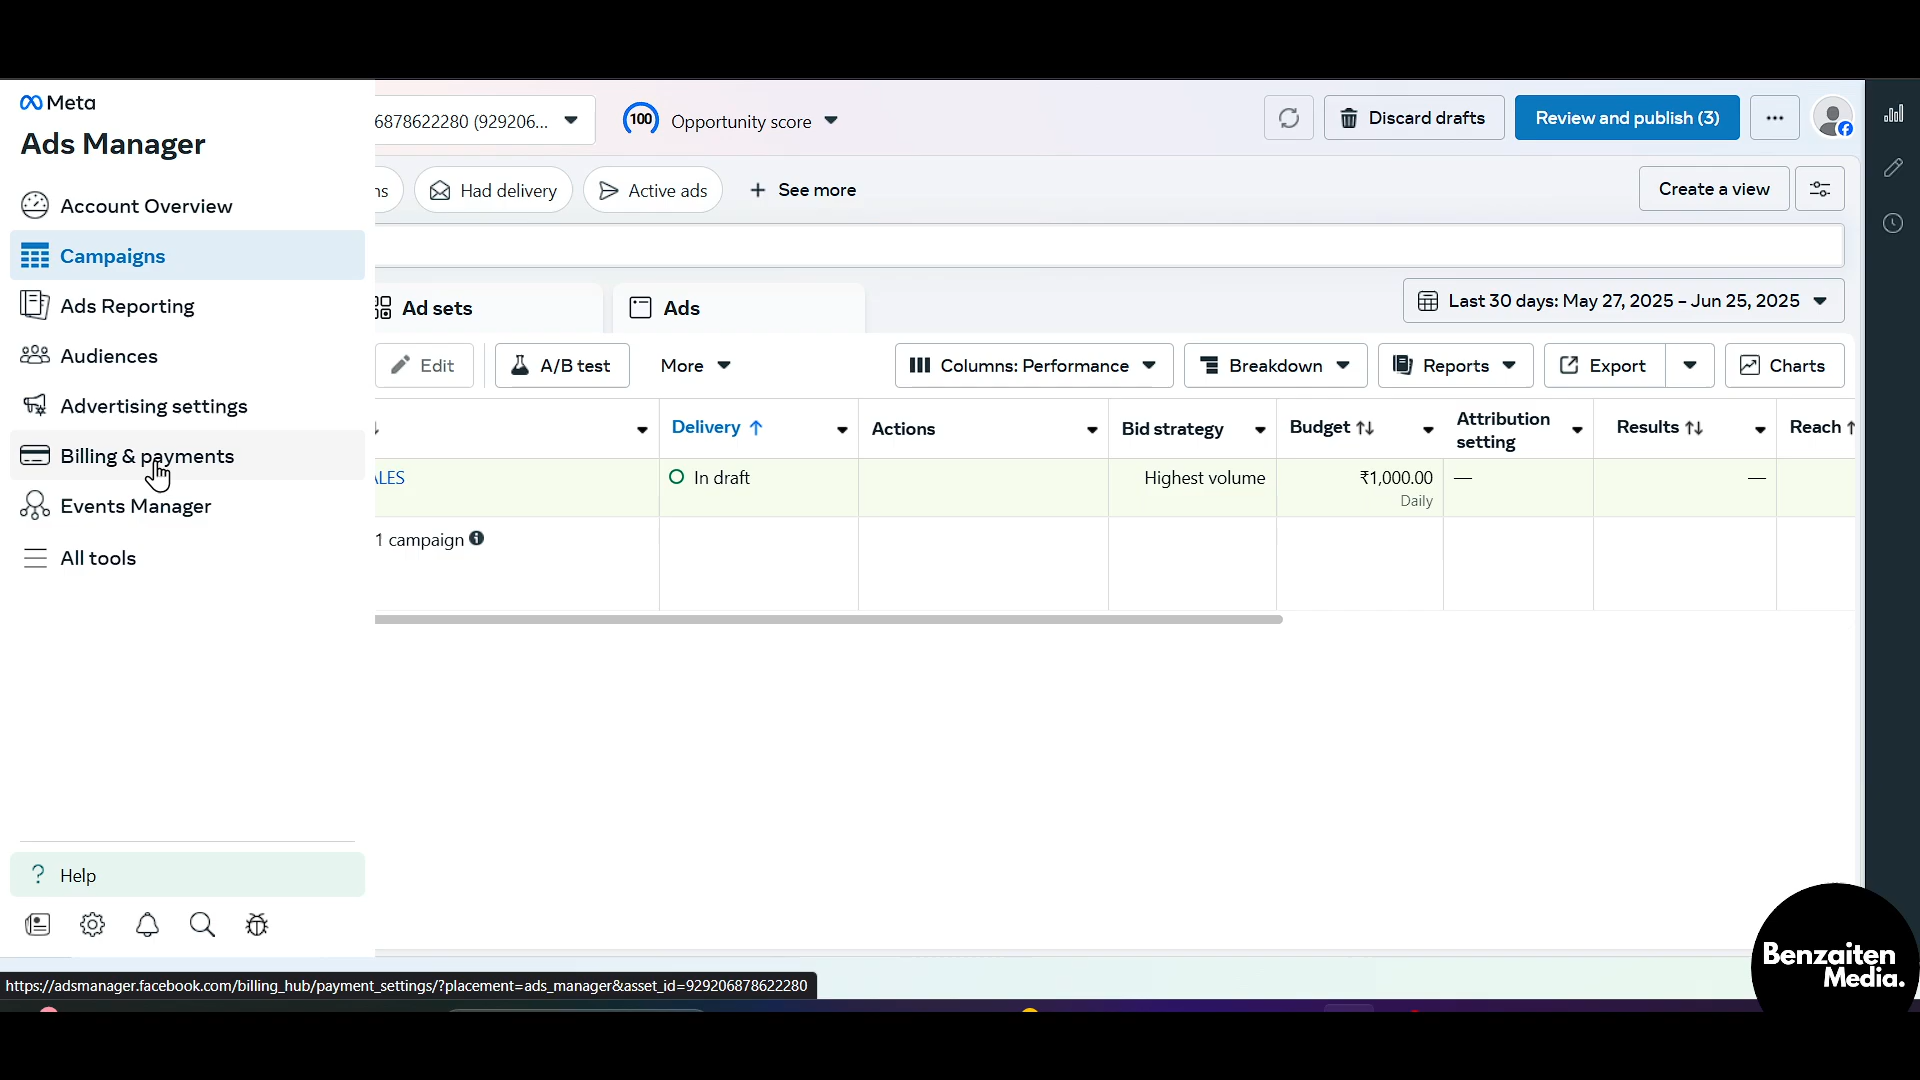 Meta
Ads Manager
6878622280 (929206...
100
Opportunity score
Discard drafts
Review and publish (3)
Account Overview
ns
Had delivery
Active ads
+ See more
Create a view
Campaigns
Ads Reporting
Ad sets
Ads
Last 30 days: May 27, 2025 – Jun 25, 2025
Audiences
Edit
A/B test
More
Columns: Performance
Breakdown
Reports
Export
Charts
Advertising settings
Delivery ↑
Actions
Bid strategy
Budget ↑↓
Attribution
setting
Results ↑↓
Reach ↑
Billing & payments
ALES
In draft
Highest volume
₹1,000.00
Daily
—
—
Events Manager
1 campaign
All tools
? Help
https://adsmanager.facebook.com/billing_hub/payment_settings/?placement=ads_manager&asset_id=929206878622280
Benzaiten
Media.